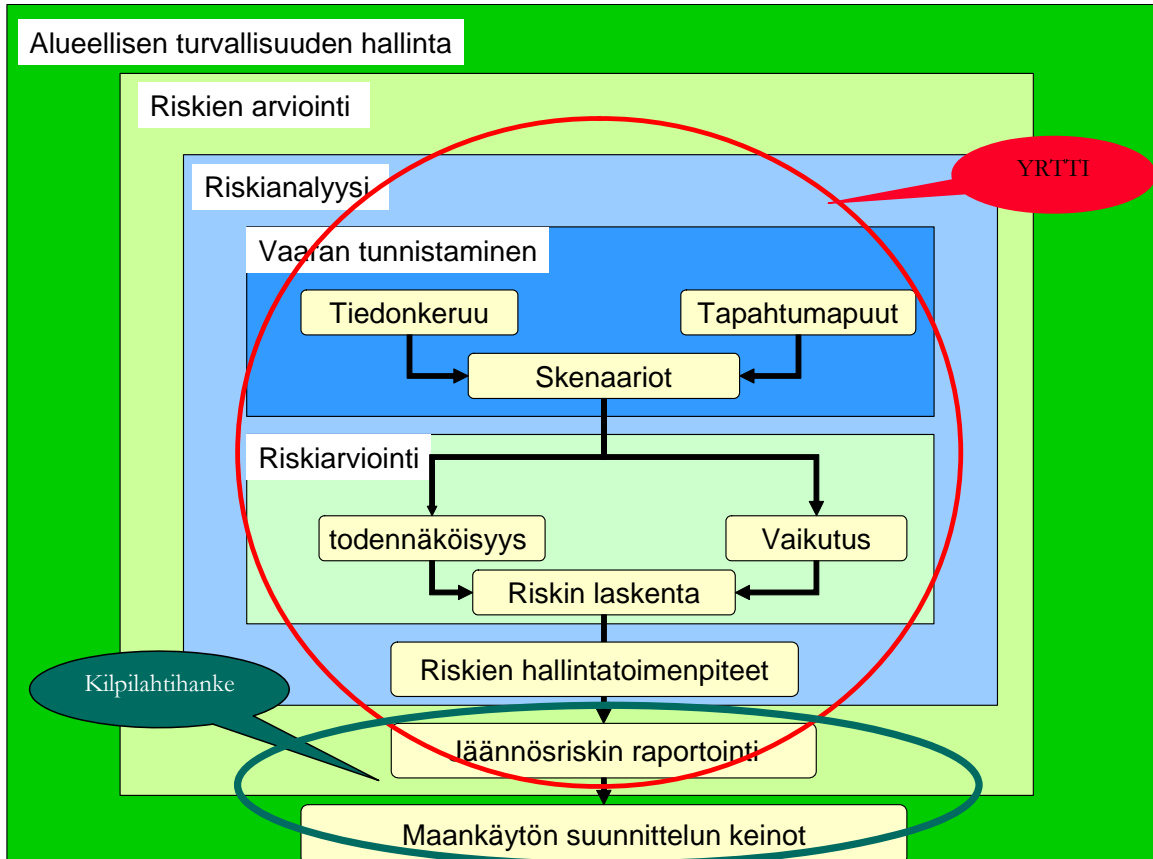 Alueellisen turvallisuuden hallinta
Riskien arviointi
YRTTI
Riskianalyysi
Vaaran tunnistaminen
Tiedonkeruu
Tapahtumapuut
Skenaariot
Riskiarviointi
todennäköisyys
Vaikutus
Riskin laskenta
Riskien hallintatoimenpiteet
Kilpilahtihanke
Jäännösriskin raportointi
Maankäytön suunnittelun keinot